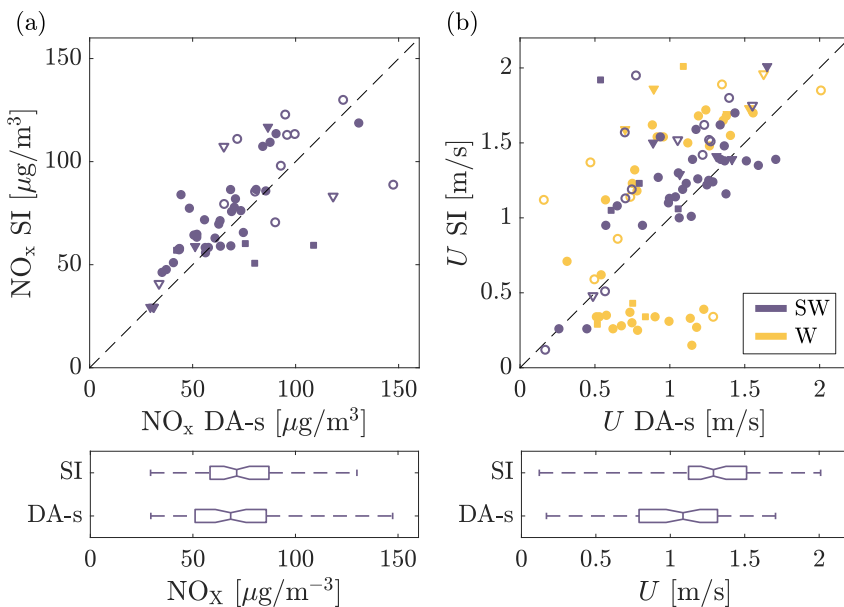 (a)
(b)
150
100
50
0
NOx SI [μg/m³]
0
50
100
150
NOx DA-s [μg/m³]
2
1.5
1
0.5
0
U SI [m/s]
SW
W
0
0.5
1
1.5
2
U DA-s [m/s]
SI
DA-s
0
50
100
150
NOX [μg/m⁻³]
SI
DA-s
0
0.5
1
1.5
2
U [m/s]